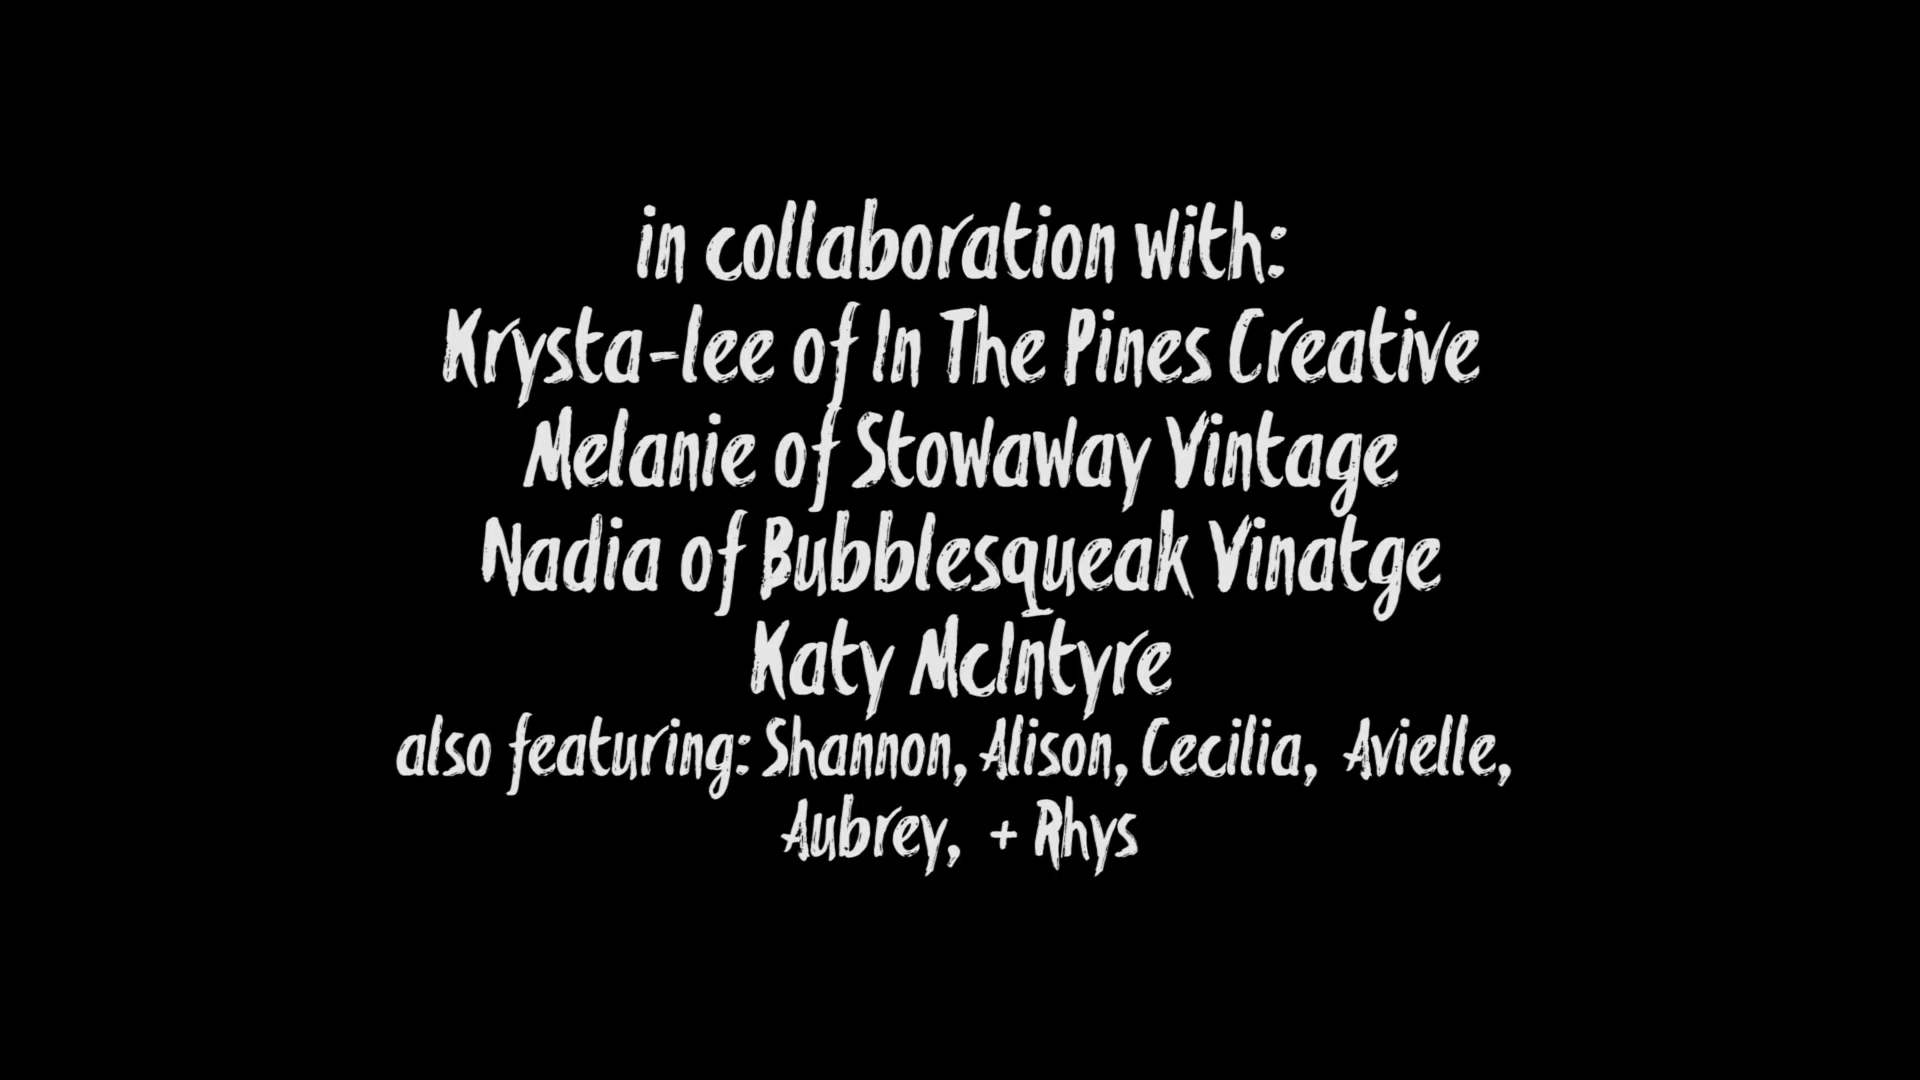 in collaboration with:
Krysta-lee of In The Pines Creative
Melanie of Stowaway Vintage
Nadia of Bubblesqueak Vinatge
Katy McIntyre
also featuring: Shannon, Alison, Cecilia, Avielle,
Aubrey, + Rhys